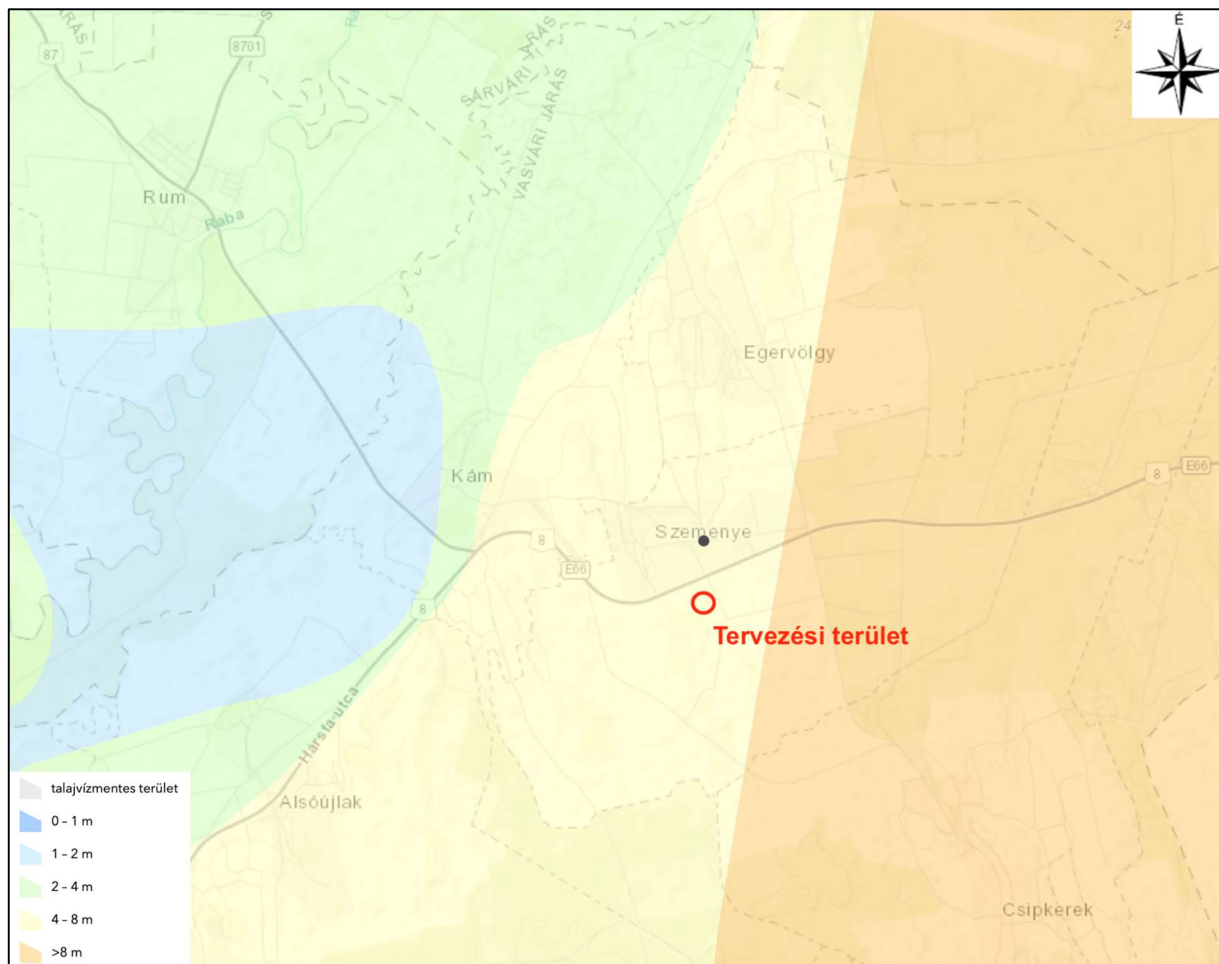 É
87
8701
SÁRVÁRI JÁRÁS
VASVÁRI JÁRÁS
Rum
Rába
Egervölgy
Kám
8
E66
Szemenye
8
E66
8
Tervezési terület
Hársfa utca
Alsóújlak
Csipkerek
talajvízmentes terület
0 – 1 m
1 – 2 m
2 – 4 m
4 – 8 m
>8 m